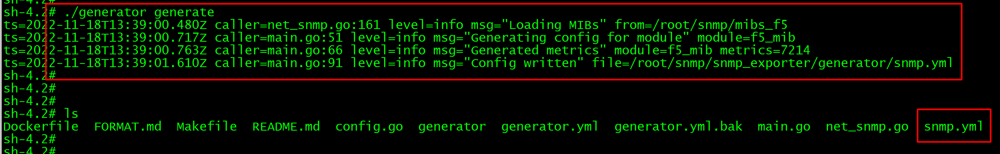 sh-4.2#
sh-4.2# ./generator generate
ts=2022-11-18T13:39:00.480Z caller=net_snmp.go:161 level=info msg="Loading MIBs" from=/root/snmp/mibs_f5
ts=2022-11-18T13:39:00.717Z caller=main.go:51 level=info msg="Generating config for module" module=f5_mib
ts=2022-11-18T13:39:00.763Z caller=main.go:66 level=info msg="Generated metrics" module=f5_mib metrics=7214
ts=2022-11-18T13:39:01.610Z caller=main.go:91 level=info msg="Config written" file=/root/snmp/snmp_exporter/generator/snmp.yml
sh-4.2#
sh-4.2#
sh-4.2#
sh-4.2# ls
Dockerfile  FORMAT.md  Makefile  README.md  config.go  generator  generator.yml  generator.yml.bak  main.go  net_snmp.go  snmp.yml
sh-4.2#
sh-4.2#